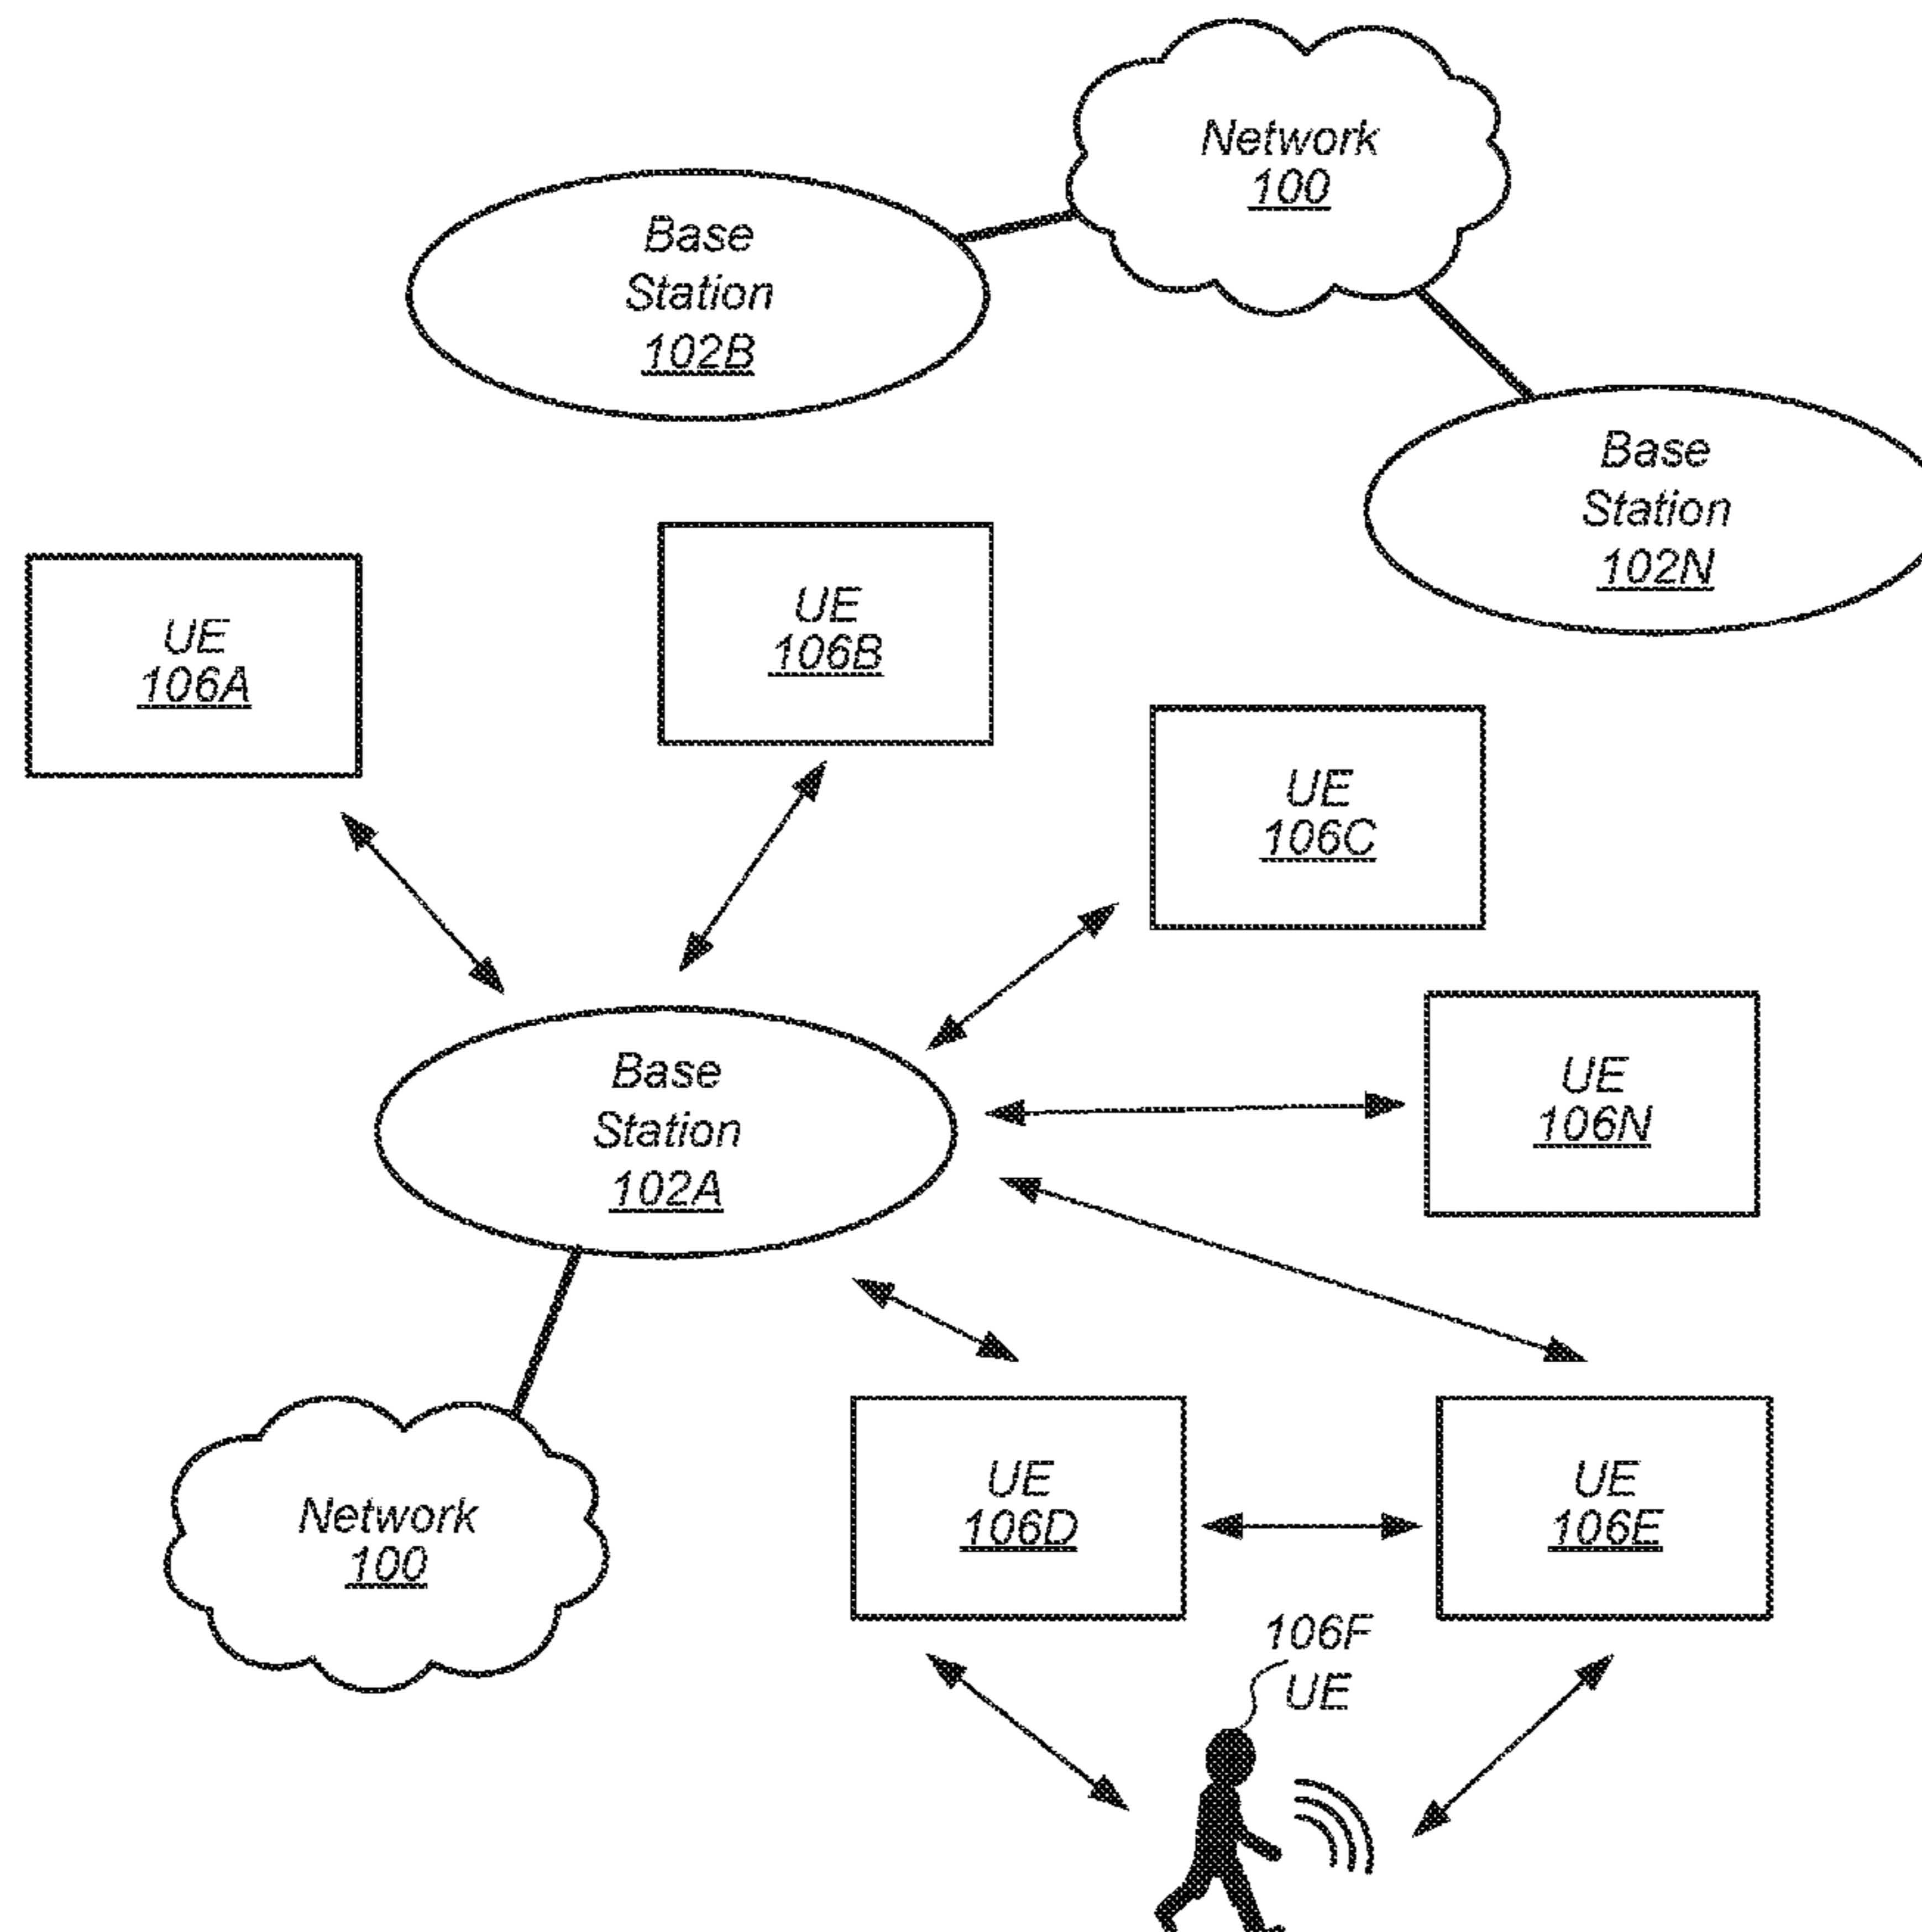 Network
100
Base
Station
102B
Base
Station
102N
UE
106A
UE
106B
UE
106C
Base
Station
102A
UE
106N
Network
100
UE
106D
UE
106E
106F
UE